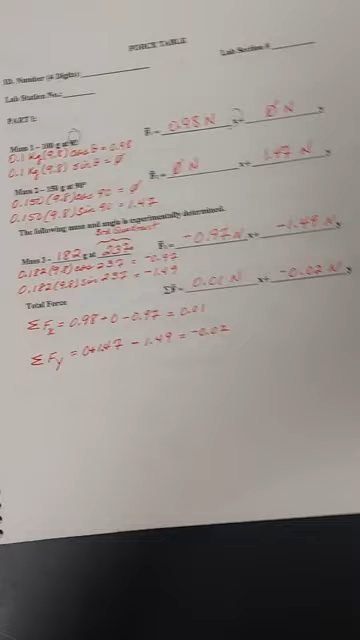 FORCE TABLE
ID. Number (4 Digits): Lab Section #
Lab Station No.:
PART I:
Mass 1 - 100 g at 0° F₁ = 0.98 N x + 0 N y
0.1 kg (9.8) cos θ = 0.98
0.1 kg (9.8) sin θ = 0
Mass 2 - 150 g at 90° F₂ = 0 N x + 1.47 N y
0.150 (9.8) cos 90 = 0
0.150 (9.8) sin 90 = 1.47
The following mass and angle is experimentally determined.
3rd Quadrant
Mass 3 - 182 g at 237° F₃ = -0.97 N x + -1.49 N y
0.182 (9.8) cos 237 = -0.97
0.182 (9.8) sin 237 = -1.49
Total Force ΣF = 0.01 N x + -0.02 N y
ΣFx = 0.98 + 0 - 0.97 = 0.01
ΣFy = 0 + 1.47 - 1.49 = -0.02